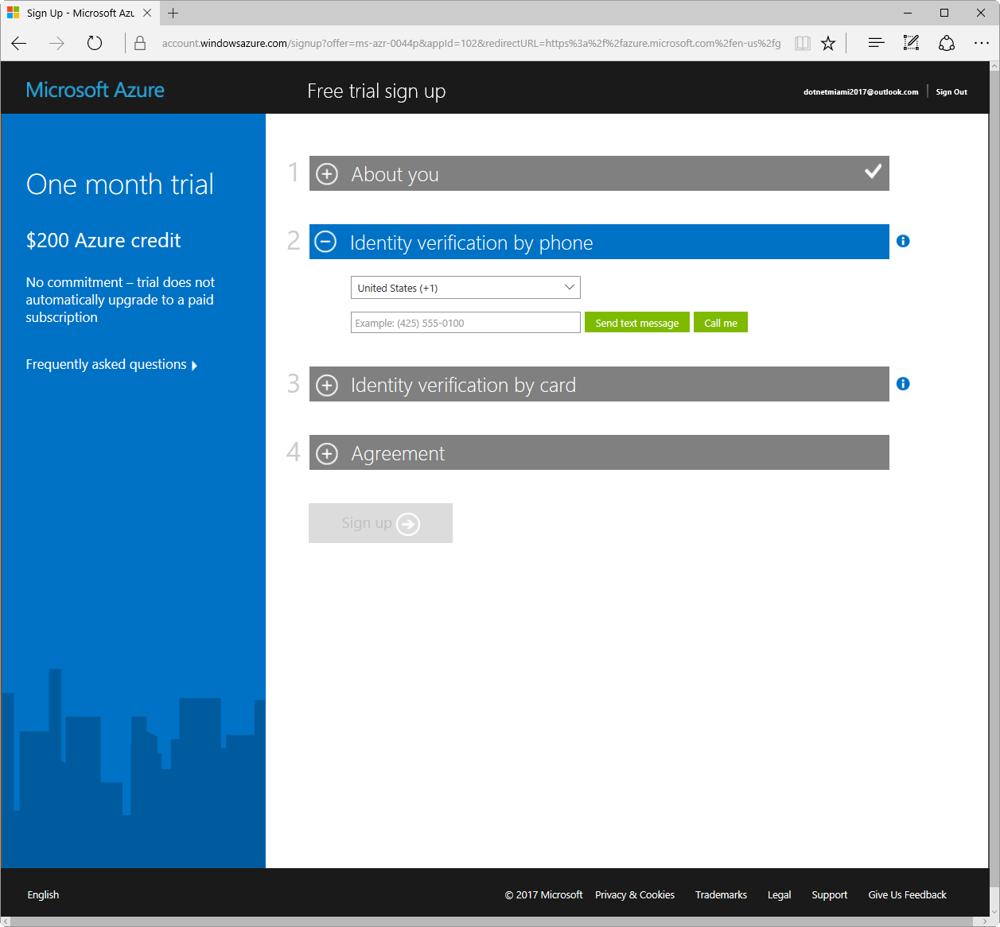 Sign Up - Microsoft Azu
account.windowsazure.com/signup?offer=ms-azr-0044p&appId=102&redirectURL=https%3a%2f%2fazure.microsoft.com%2fen-us%2fg
Microsoft Azure
Free trial sign up
dotnetmiami2017@outlook.com
Sign Out
One month trial
$200 Azure credit
No commitment – trial does not
automatically upgrade to a paid
subscription
Frequently asked questions
1 About you
2 Identity verification by phone
United States (+1)
Example: (425) 555-0100
Send text message
Call me
3 Identity verification by card
4 Agreement
Sign up
English
© 2017 Microsoft
Privacy & Cookies
Trademarks
Legal
Support
Give Us Feedback